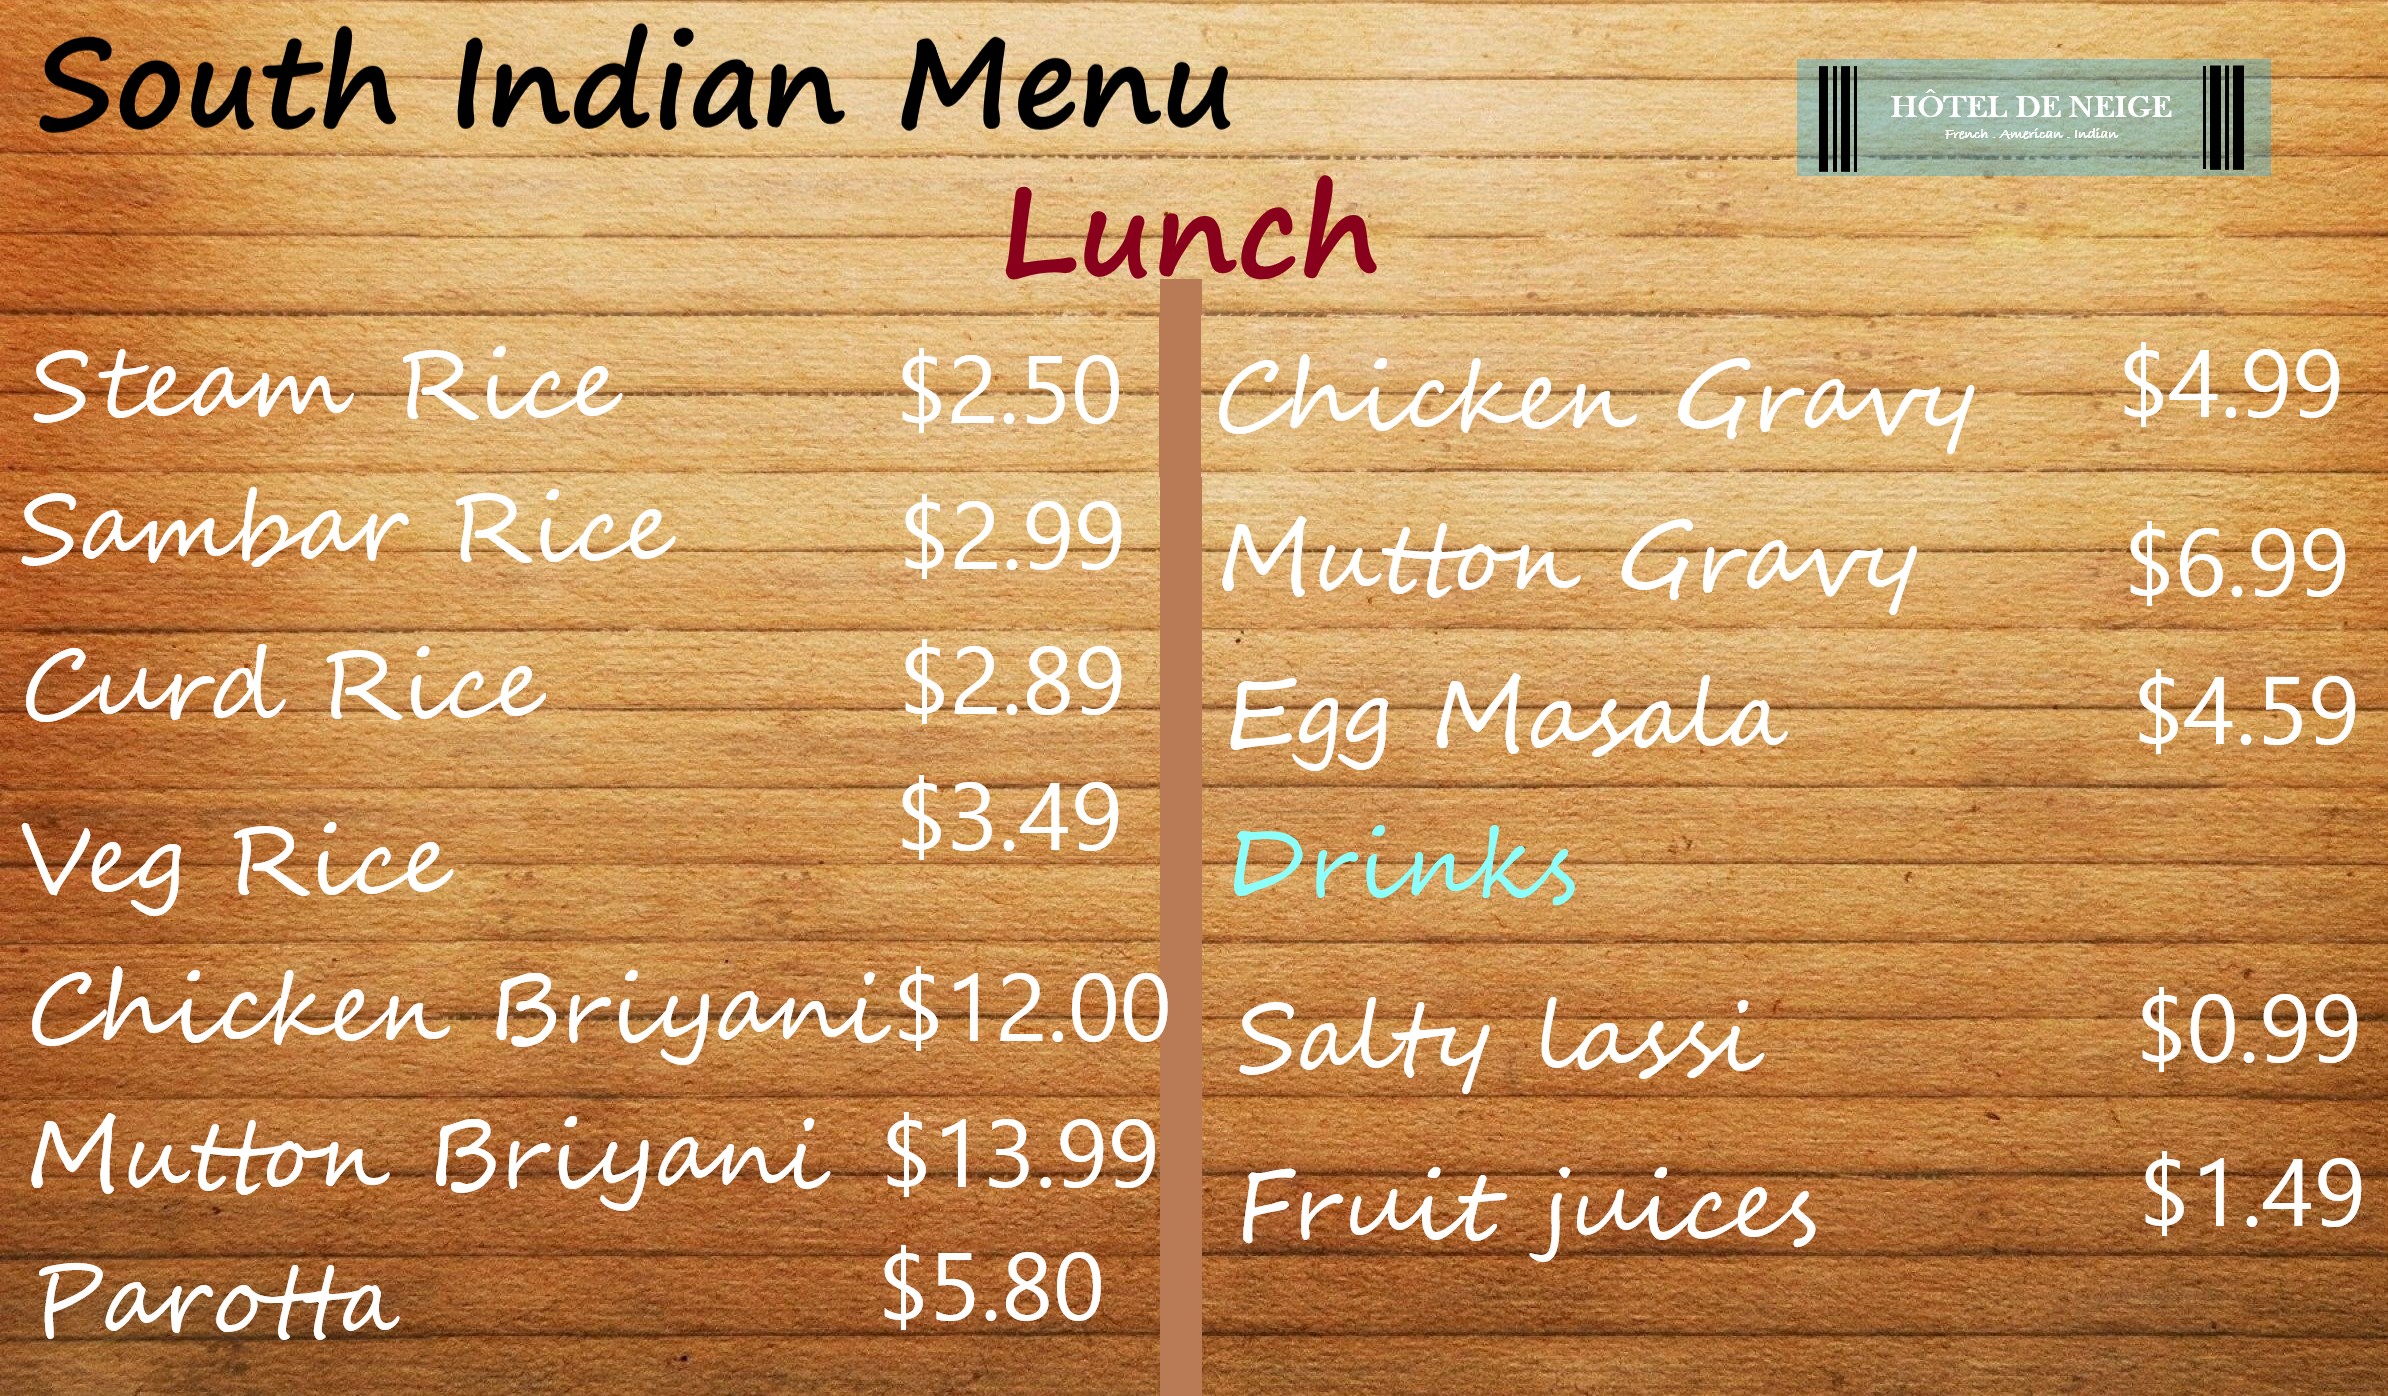 South Indian Menu
HÔTEL DE NEIGE
French . American . Indian
Lunch
Steam Rice $2.50
Sambar Rice $2.99
Curd Rice $2.89
Veg Rice $3.49
Chicken Briyani $12.00
Mutton Briyani $13.99
Parotta $5.80
Chicken Gravy $4.99
Mutton Gravy $6.99
Egg Masala $4.59
Drinks
Salty lassi $0.99
Fruit juices $1.49